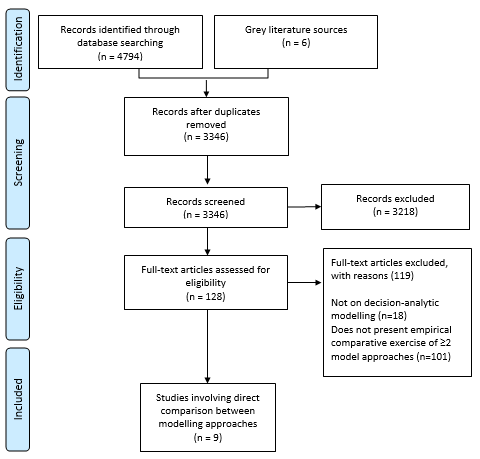 Identification
Records identified through
database searching
(n = 4794)
Grey literature sources
(n = 6)
Screening
Records after duplicates
removed
(n = 3346)
Records screened
(n = 3346)
Records excluded
(n = 3218)
Eligibility
Full-text articles assessed for
eligibility
(n = 128)
Full-text articles excluded,
with reasons (119)
Not on decision-analytic
modelling (n=18)
Does not present empirical
comparative exercise of ≥2
model approaches (n=101)
Included
Studies involving direct
comparison between
modelling approaches
(n = 9)